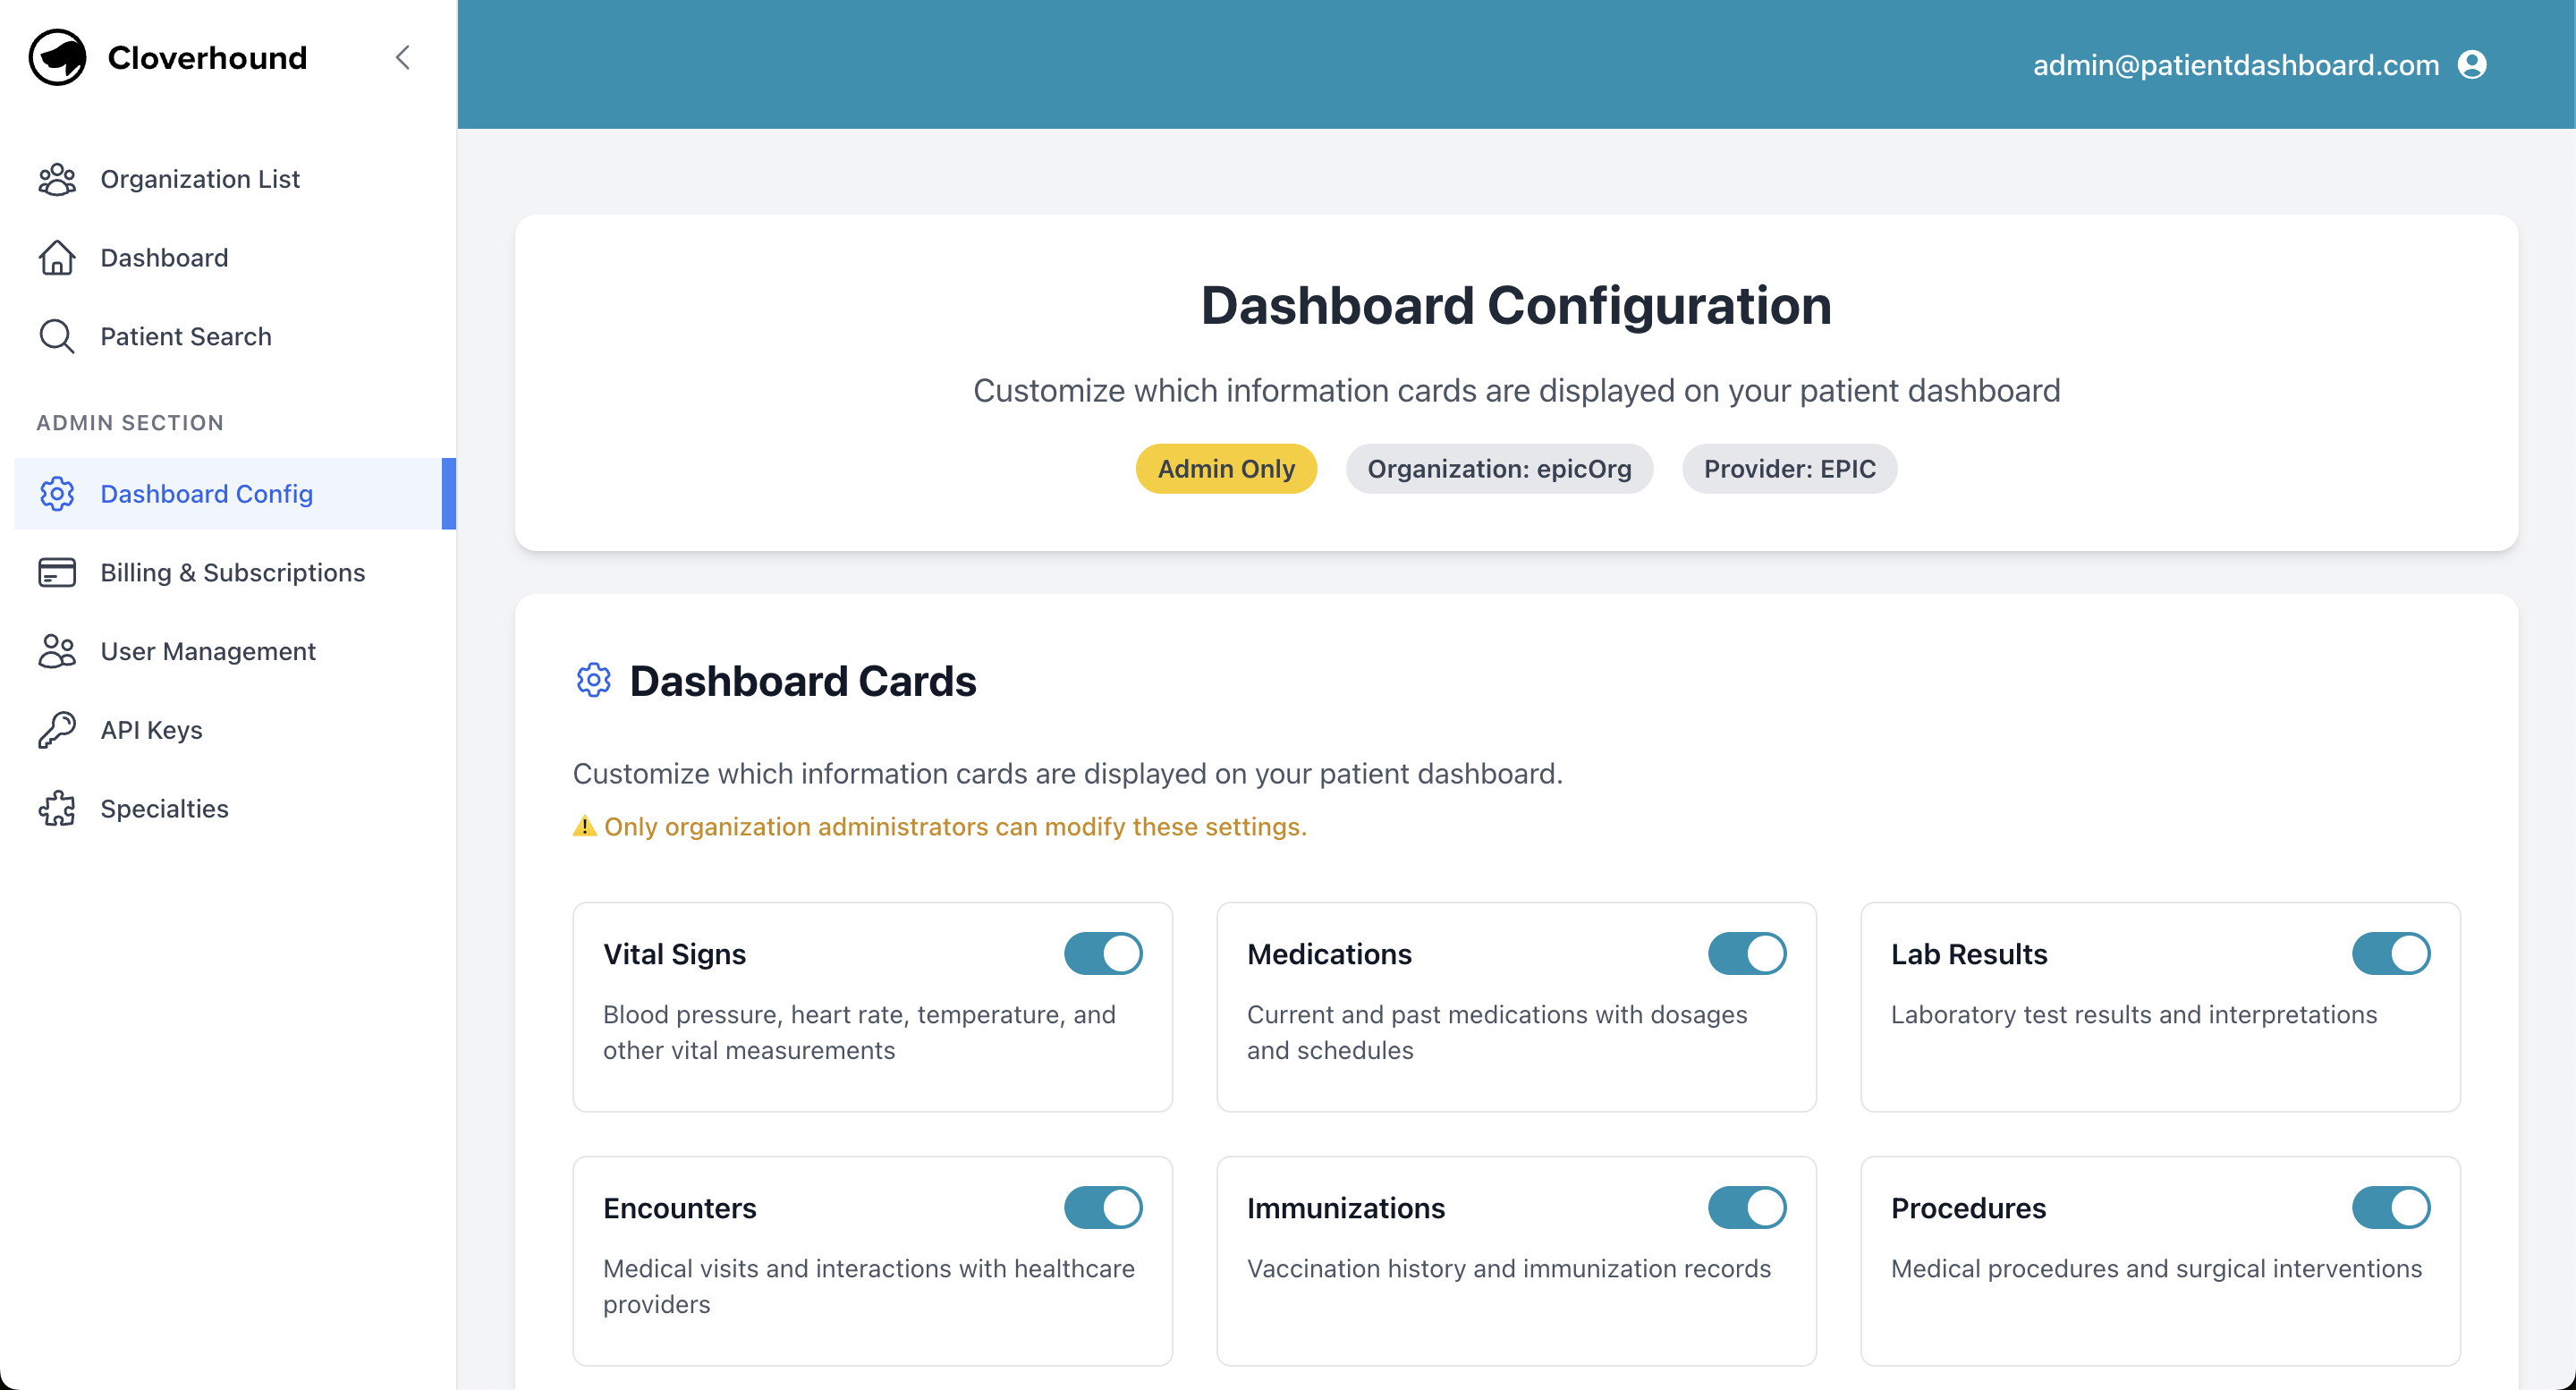 Cloverhound
admin@patientdashboard.com
Organization List
Dashboard
Patient Search
ADMIN SECTION
Dashboard Config
Billing & Subscriptions
User Management
API Keys
Specialties
Dashboard Configuration
Customize which information cards are displayed on your patient dashboard
Admin Only
Organization: epicOrg
Provider: EPIC
Dashboard Cards
Customize which information cards are displayed on your patient dashboard.
⚠️ Only organization administrators can modify these settings.
Vital Signs
Blood pressure, heart rate, temperature, and
other vital measurements
Medications
Current and past medications with dosages
and schedules
Lab Results
Laboratory test results and interpretations
Encounters
Medical visits and interactions with healthcare
providers
Immunizations
Vaccination history and immunization records
Procedures
Medical procedures and surgical interventions